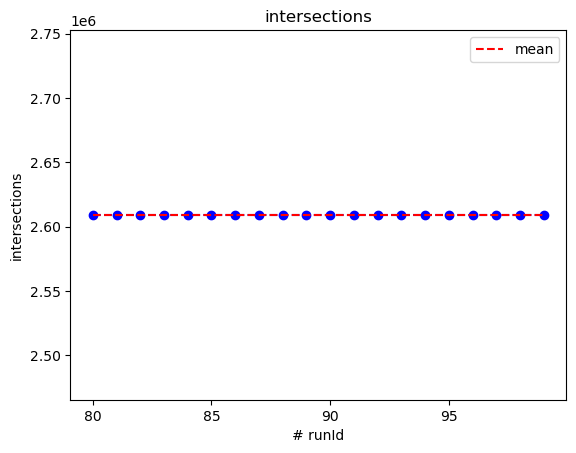 intersections
1e6
mean
2.75
2.70
2.65
2.60
2.55
2.50
intersections
80 85 90 95
# runId